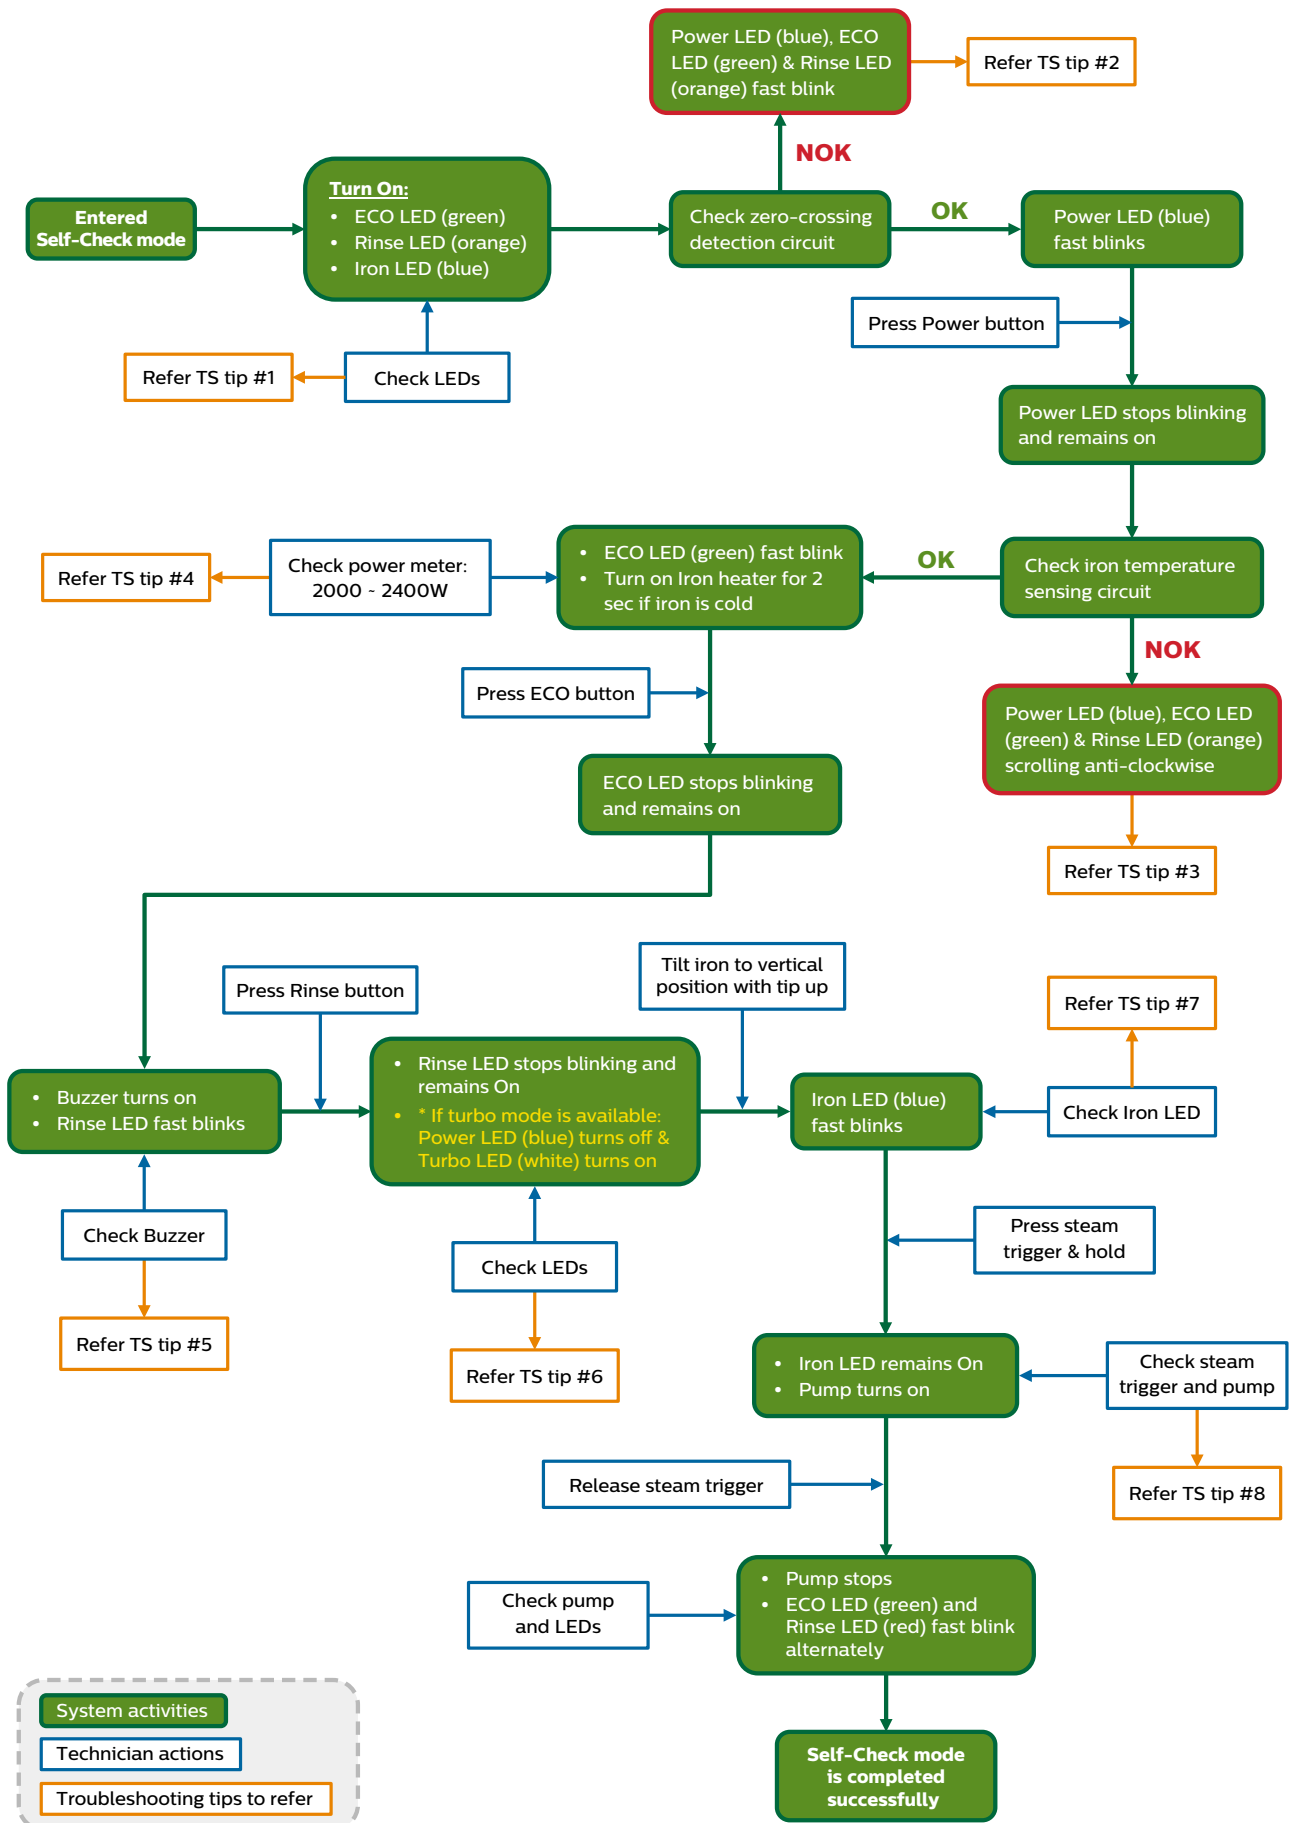 Power LED (blue), ECO
LED (green) & Rinse LED
(orange) fast blink
Refer TS tip #2
NOK
Entered
Self-Check mode
Turn On:
• ECO LED (green)
• Rinse LED (orange)
• Iron LED (blue)
Check zero-crossing
detection circuit
OK
Power LED (blue)
fast blinks
Press Power button
Refer TS tip #1
Check LEDs
Power LED stops blinking
and remains on
Refer TS tip #4
Check power meter:
2000 ~ 2400W
• ECO LED (green) fast blink
• Turn on Iron heater for 2
sec if iron is cold
OK
Check iron temperature
sensing circuit
NOK
Press ECO button
Power LED (blue), ECO LED
(green) & Rinse LED (orange)
scrolling anti-clockwise
ECO LED stops blinking
and remains on
Refer TS tip #3
Press Rinse button
Tilt iron to vertical
position with tip up
Refer TS tip #7
• Buzzer turns on
• Rinse LED fast blinks
• Rinse LED stops blinking and
remains On
• * If turbo mode is available:
Power LED (blue) turns off &
Turbo LED (white) turns on
Iron LED (blue)
fast blinks
Check Iron LED
Check Buzzer
Check LEDs
Press steam
trigger & hold
Refer TS tip #5
Refer TS tip #6
• Iron LED remains On
• Pump turns on
Check steam
trigger and pump
Release steam trigger
Refer TS tip #8
Check pump
and LEDs
• Pump stops
• ECO LED (green) and
Rinse LED (red) fast blink
alternately
Self-Check mode
is completed
successfully
System activities
Technician actions
Troubleshooting tips to refer